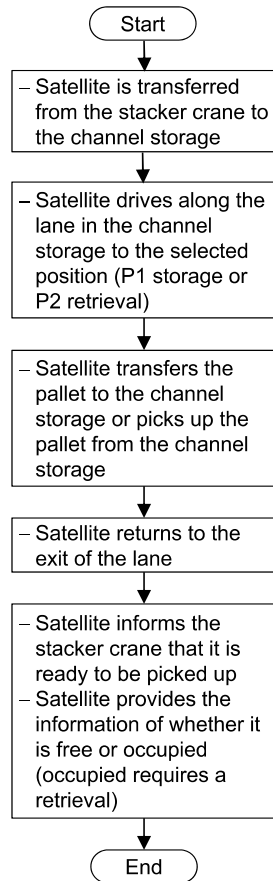 Start
– Satellite is transferred
from the stacker crane to
the channel storage
– Satellite drives along the
lane in the channel
storage to the selected
position (P1 storage or
P2 retrieval)
– Satellite transfers the
pallet to the channel
storage or picks up the
pallet from the channel
storage
– Satellite returns to the
exit of the lane
– Satellite informs the
stacker crane that it is
ready to be picked up
– Satellite provides the
information of whether it
is free or occupied
(occupied requires a
retrieval)
End